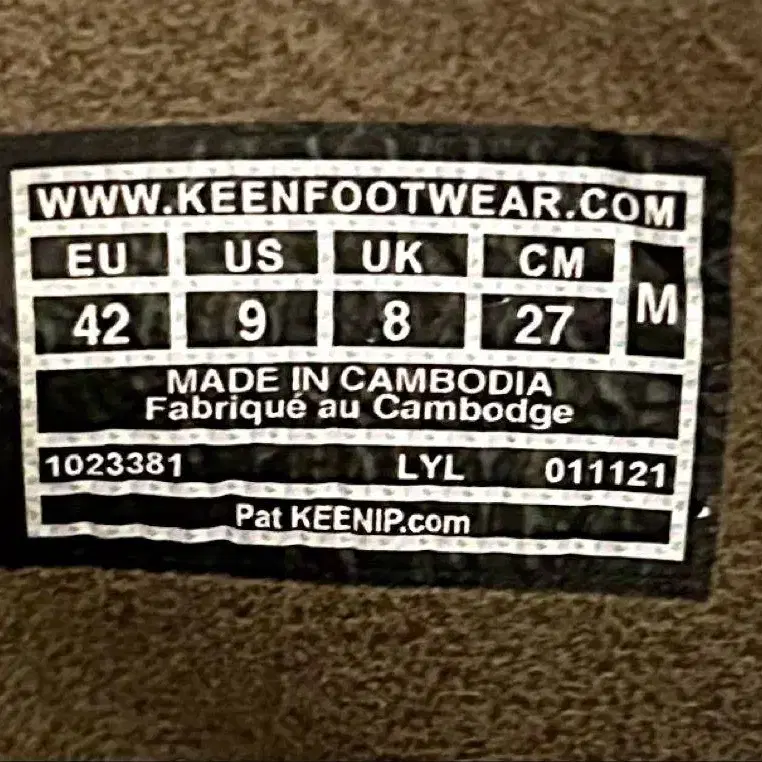 WWW.KEENFOOTWEAR.COM
EU US UK CM M
42 9 8 27
MADE IN CAMBODIA
Fabriqué au Cambodge
1023381 LYL 011121
Pat KEENIP.com